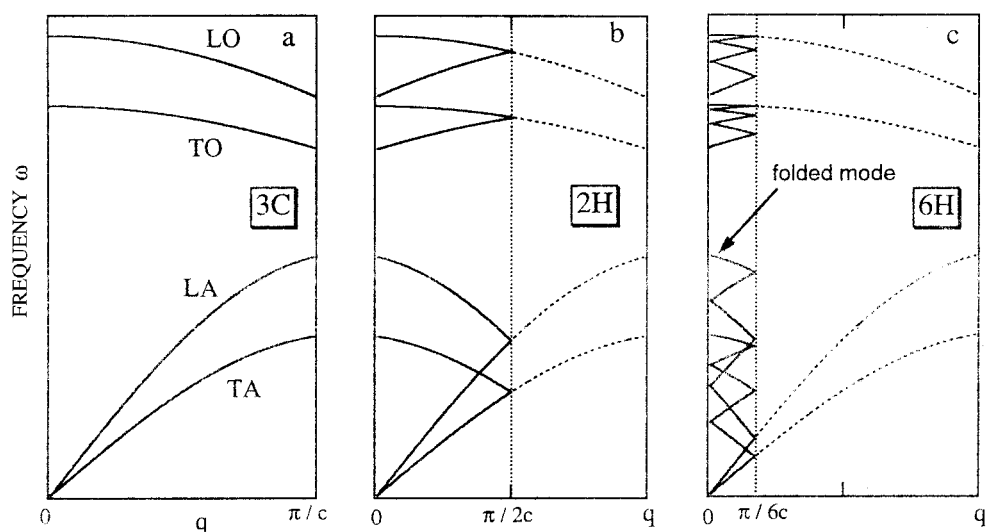 FREQUENCY ω
LO
a
TO
3C
LA
TA
0
q
π / c
b
2H
0
π / 2c
q
c
folded mode
6H
0
π / 6c
q